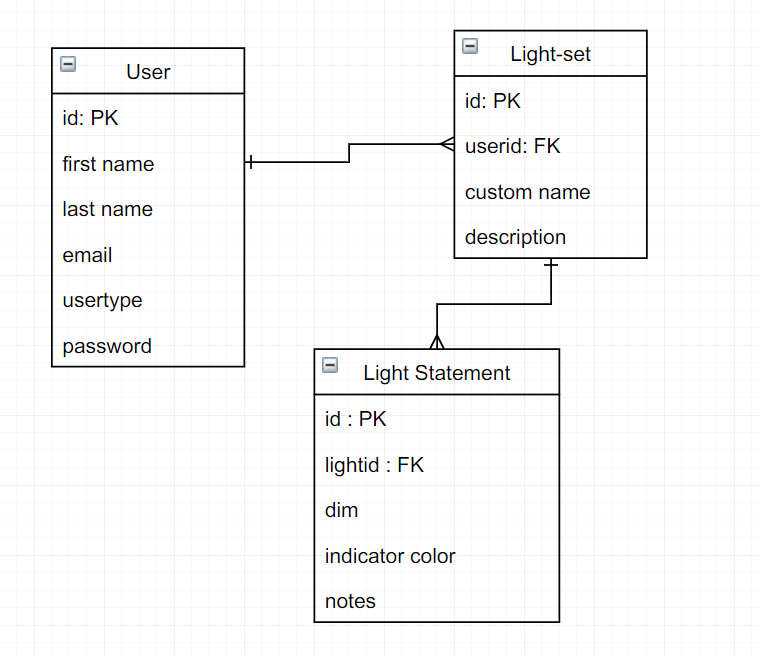 User
id: PK
first name
last name
email
usertype
password
Light-set
id: PK
userid: FK
custom name
description
Light Statement
id : PK
lightid : FK
dim
indicator color
notes